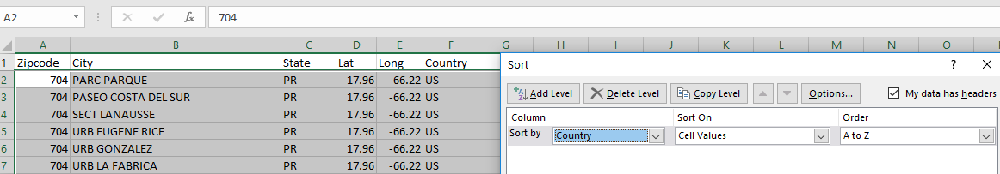 A2 fx 704
A B C D E F G H I J K L M N O P
1 Zipcode City State Lat Long Country
2 704 PARC PARQUE PR 17.96 -66.22 US
3 704 PASEO COSTA DEL SUR PR 17.96 -66.22 US
4 704 SECT LANAUSSE PR 17.96 -66.22 US
5 704 URB EUGENE RICE PR 17.96 -66.22 US
6 704 URB GONZALEZ PR 17.96 -66.22 US
7 704 URB LA FABRICA PR 17.96 -66.22 US
Sort ?
Add Level Delete Level Copy Level Options... My data has headers
Column Sort On Order
Sort by Country Cell Values A to Z